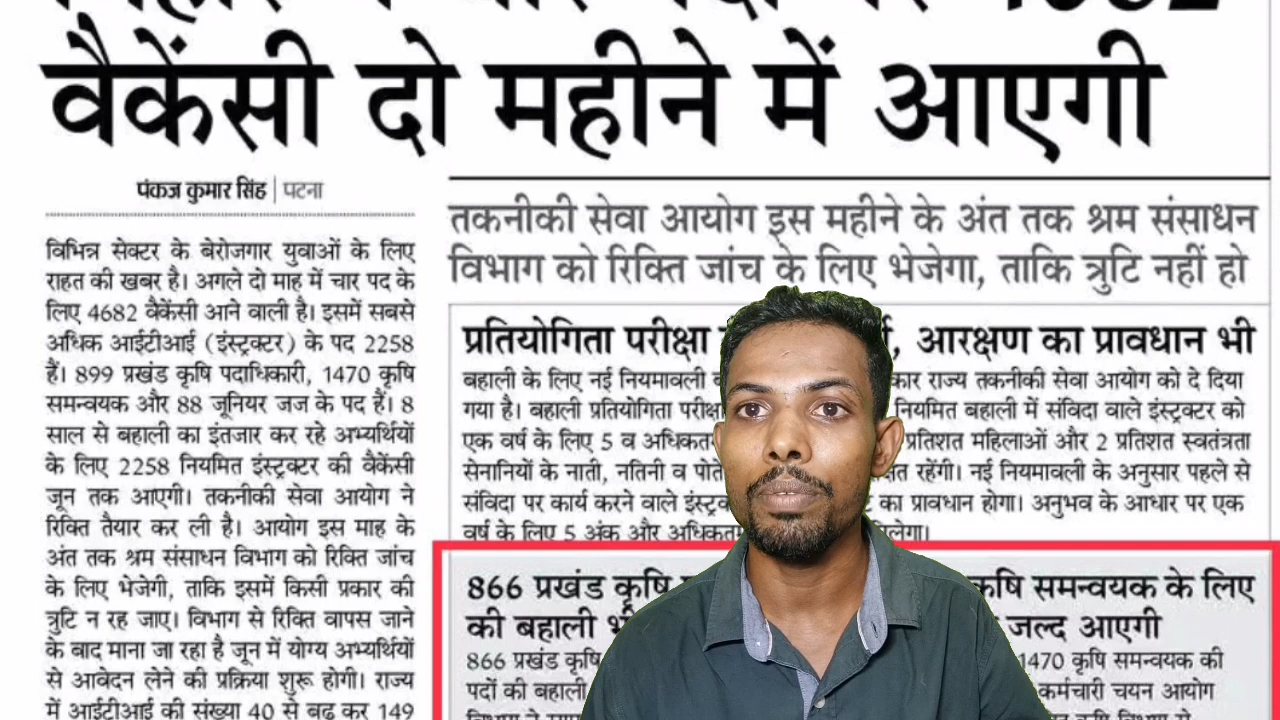 4682
वैकेंसी दो महीने में आएगी
पंकज कुमार सिंह | पटना
विभिन्न सेक्टर के बेरोजगार युवाओं के लिए
राहत की खबर है। अगले दो माह में चार पद के
लिए 4682 वैकेंसी आने वाली है। इसमें सबसे
अधिक आईटीआई (इंस्ट्रक्टर) के पद 2258
हैं। 899 प्रखंड कृषि पदाधिकारी, 1470 कृषि
समन्वयक और 88 जूनियर जज के पद हैं। 8
साल से बहाली का इंतजार कर रहे अभ्यर्थियों
के लिए 2258 नियमित इंस्ट्रक्टर की वैकेंसी
जून तक आएगी। तकनीकी सेवा आयोग ने
रिक्ति तैयार कर ली है। आयोग इस माह के
अंत तक श्रम संसाधन विभाग को रिक्ति जांच
के लिए भेजेगी, ताकि इसमें किसी प्रकार की
त्रुटि न रह जाए। विभाग से रिक्ति वापस जाने
के बाद माना जा रहा है जून में योग्य अभ्यर्थियों
से आवेदन लेने की प्रक्रिया शुरू होगी। राज्य
में आईटीआई की संख्या 40 से बढ़ कर 149
तकनीकी सेवा आयोग इस महीने के अंत तक श्रम संसाधन
विभाग को रिक्ति जांच के लिए भेजेगा, ताकि त्रुटि नहीं हो
प्रतियोगिता परीक्षा आरक्षण का प्रावधान भी
बहाली के लिए नई नियमावली राज्य तकनीकी सेवा आयोग को दे दिया
गया है। बहाली प्रतियोगिता परीक्षा नियमित बहाली में संविदा वाले इंस्ट्रक्टर को
एक वर्ष के लिए 5 व अधिकतम प्रतिशत महिलाओं और 2 प्रतिशत स्वतंत्रता
सेनानियों के नाती, नतिनी व पोते रहेंगी। नई नियमावली के अनुसार पहले से
संविदा पर कार्य करने वाले का प्रावधान होगा। अनुभव के आधार पर एक
वर्ष के लिए 5 अंक और अधिकतम
866 प्रखंड कृषि कृषि समन्वयक के लिए
की बहाली जल्द आएगी
866 प्रखंड कृषि 1470 कृषि समन्वयक की
पदों की बहाली कर्मचारी चयन आयोग